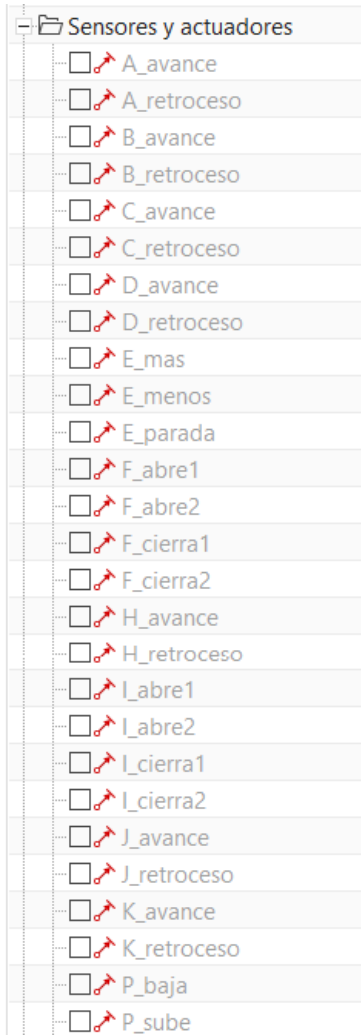 Sensores y actuadores
A_avance
A_retroceso
B_avance
B_retroceso
C_avance
C_retroceso
D_avance
D_retroceso
E_mas
E_menos
E_parada
F_abre1
F_abre2
F_cierra1
F_cierra2
H_avance
H_retroceso
I_abre1
I_abre2
I_cierra1
I_cierra2
J_avance
J_retroceso
K_avance
K_retroceso
P_baja
P_sube